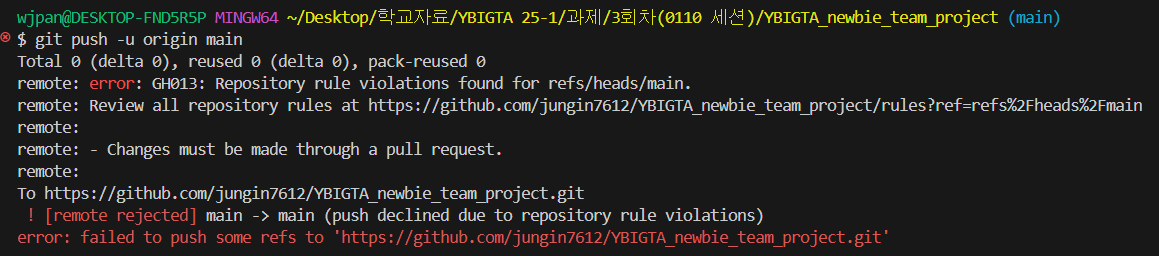 wjpan@DESKTOP-FND5R5P MINGW64 ~/Desktop/학교자료/YBIGTA 25-1/과제/3회차(0110 세션)/YBIGTA_newbie_team_project (main)
$ git push -u origin main
Total 0 (delta 0), reused 0 (delta 0), pack-reused 0
remote: error: GH013: Repository rule violations found for refs/heads/main.
remote: Review all repository rules at https://github.com/jungin7612/YBIGTA_newbie_team_project/rules?ref=refs%2Fheads%2Fmain
remote:
remote: - Changes must be made through a pull request.
remote:
To https://github.com/jungin7612/YBIGTA_newbie_team_project.git
 ! [remote rejected] main -> main (push declined due to repository rule violations)
error: failed to push some refs to 'https://github.com/jungin7612/YBIGTA_newbie_team_project.git'